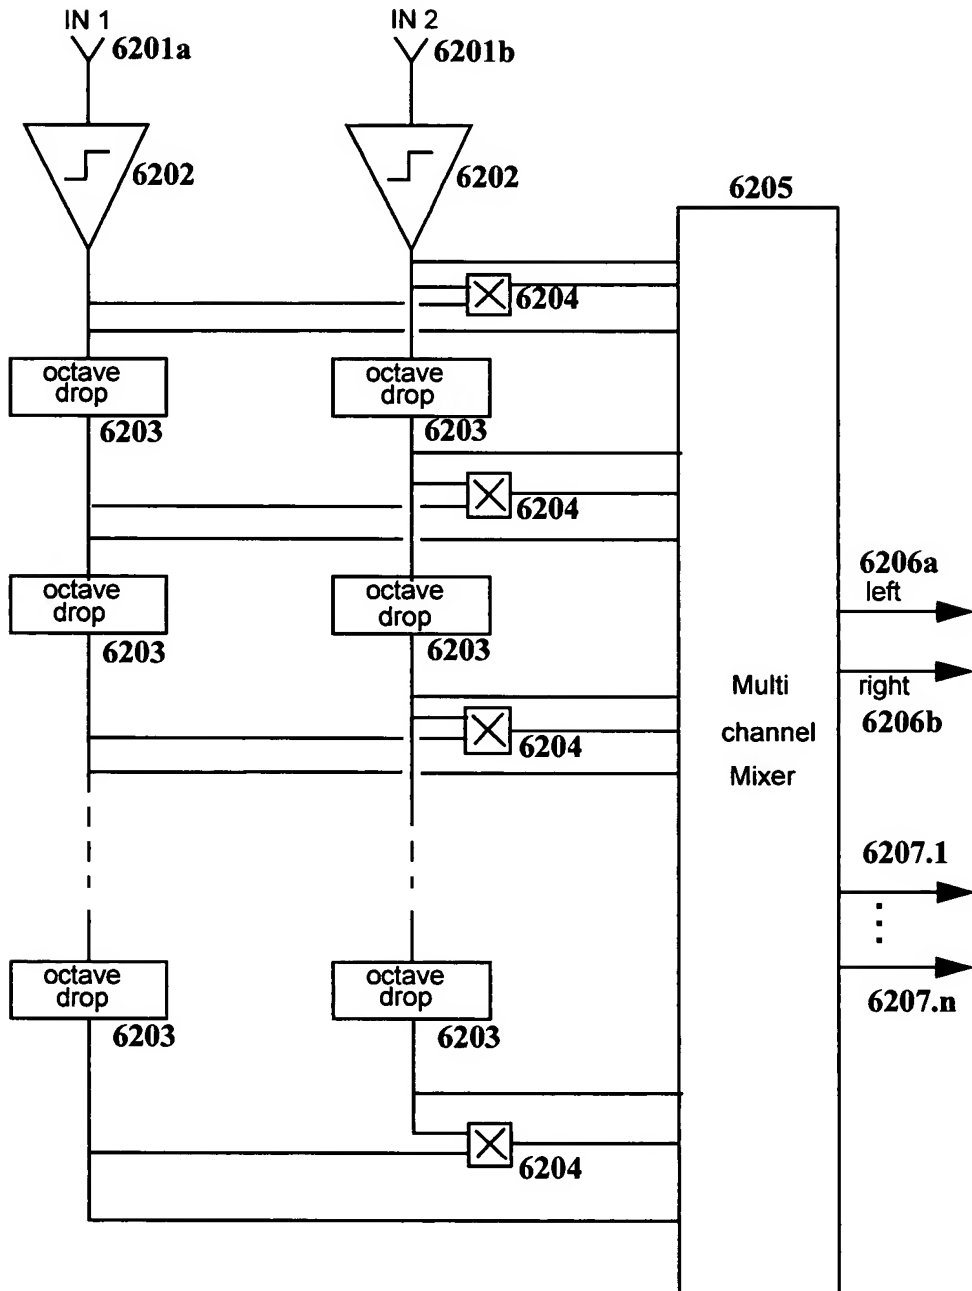 IN 1
IN 2
6201a
6201b
6202
6202
6205
6204
octave
drop
octave
drop
6203
6203
6204
octave
drop
octave
drop
6203
6203
6206a
left
right
6206b
Multi
channel
Mixer
6204
6207.1
6207.n
octave
drop
octave
drop
6203
6203
6204